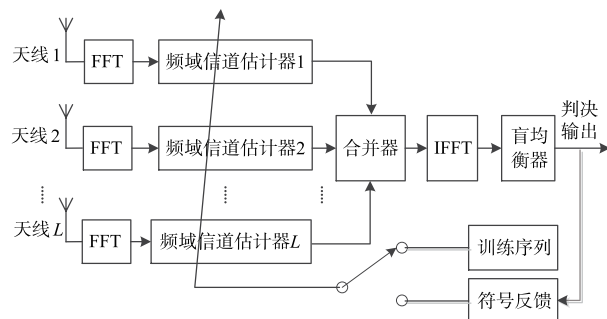 天线1
FFT
频域信道估计器1
天线2
FFT
频域信道估计器2
合并器
IFFT
盲均
衡器
判决
输出
天线L
FFT
频域信道估计器L
训练序列
符号反馈